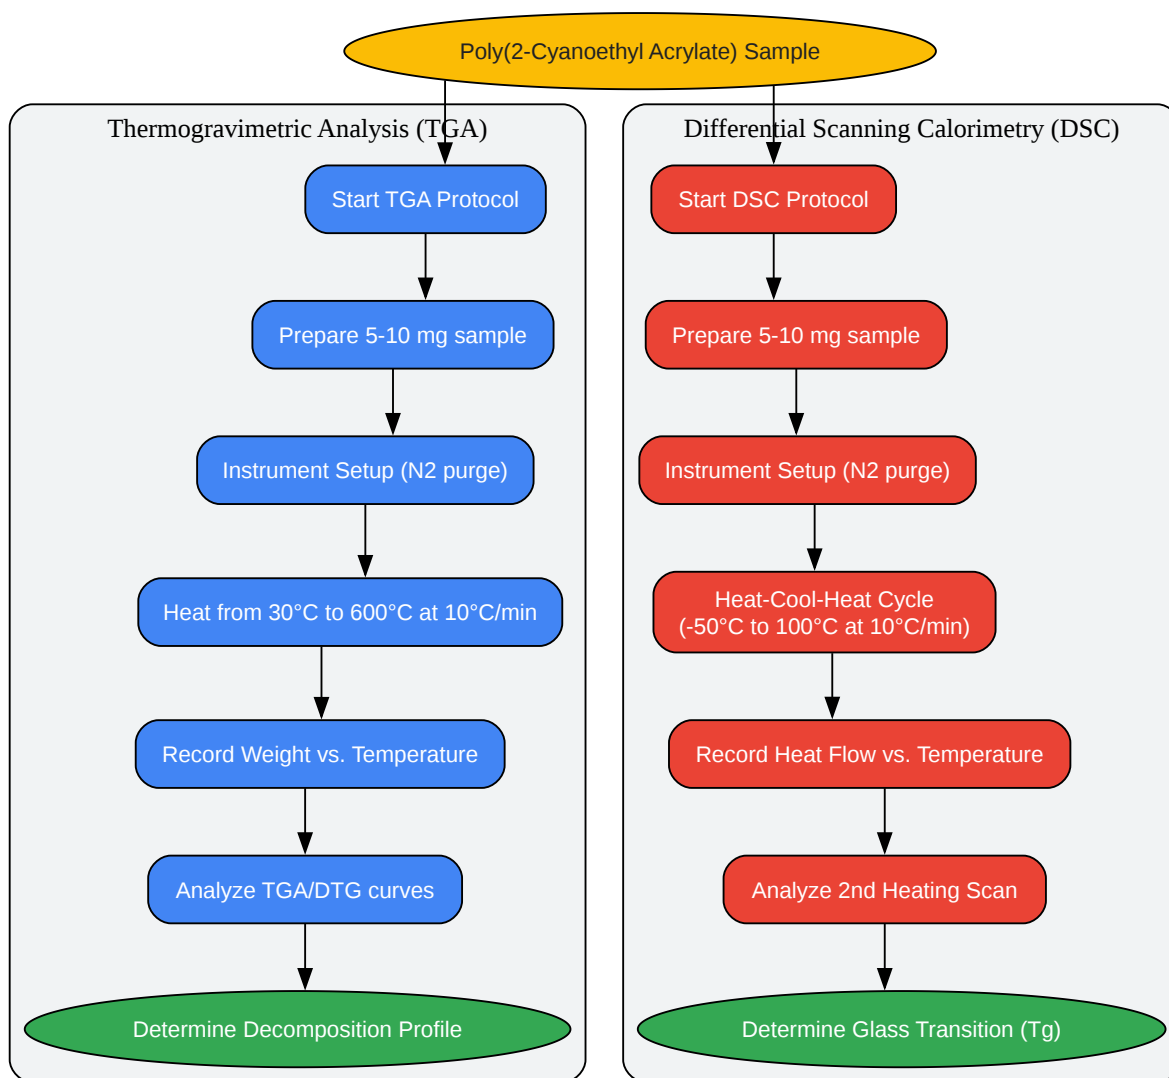 Poly(2-Cyanoethyl Acrylate) Sample
Thermogravimetric Analysis (TGA)
Start TGA Protocol
Prepare 5-10 mg sample
Instrument Setup (N2 purge)
Heat from 30°C to 600°C at 10°C/min
Record Weight vs. Temperature
Analyze TGA/DTG curves
Determine Decomposition Profile
Differential Scanning Calorimetry (DSC)
Start DSC Protocol
Prepare 5-10 mg sample
Instrument Setup (N2 purge)
Heat-Cool-Heat Cycle
(-50°C to 100°C at 10°C/min)
Record Heat Flow vs. Temperature
Analyze 2nd Heating Scan
Determine Glass Transition (Tg)